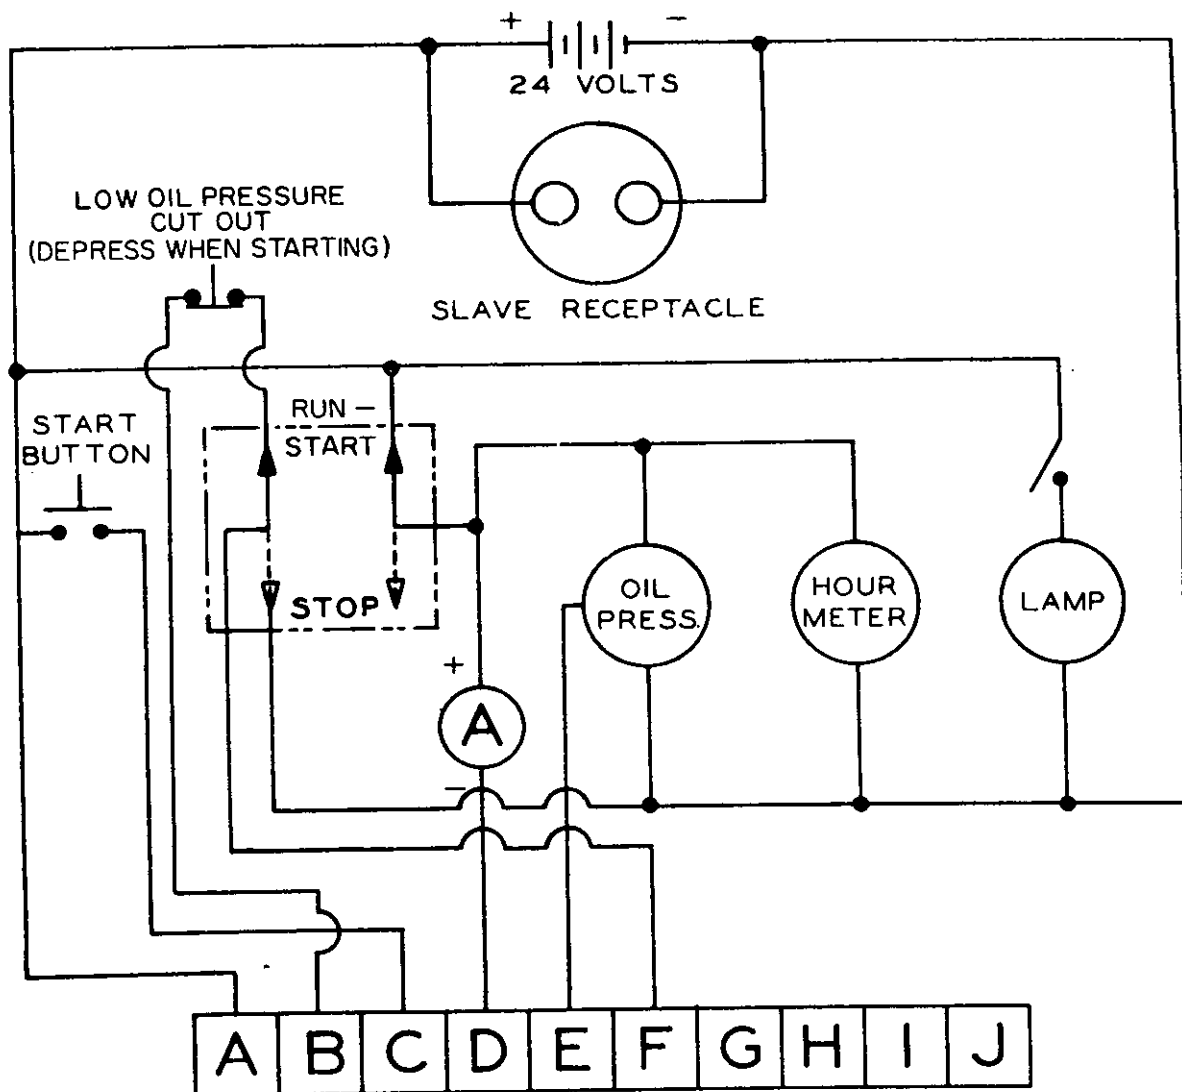 + −
24 VOLTS
LOW OIL PRESSURE
CUT OUT
(DEPRESS WHEN STARTING)
SLAVE RECEPTACLE
START
BUTTON
RUN –
START
STOP
OIL
PRESS.
HOUR
METER
LAMP
+
A
−
A B C D E F G H I J